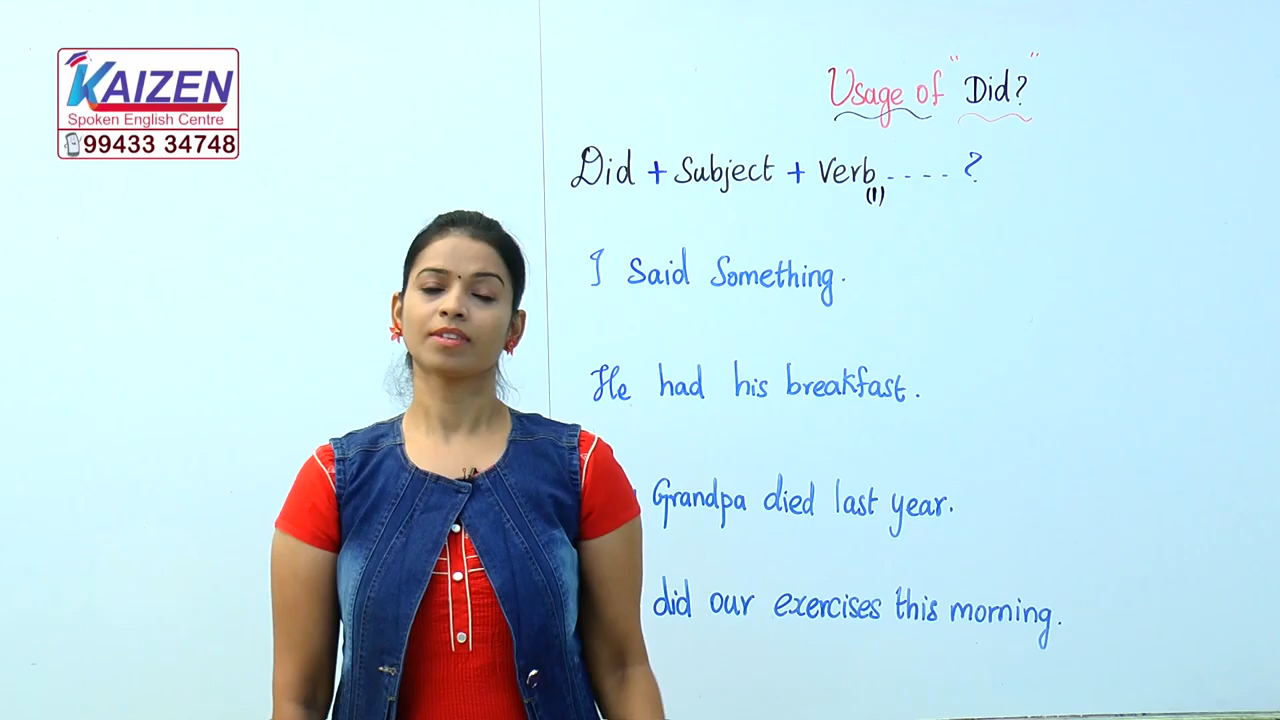 KAIZEN
Spoken English Centre
99433 34748
Usage of "Did?"
Did + Subject + Verb ---- ?
(1)
I said Something.
He had his breakfast.
Grandpa died last year.
did our exercises this morning.